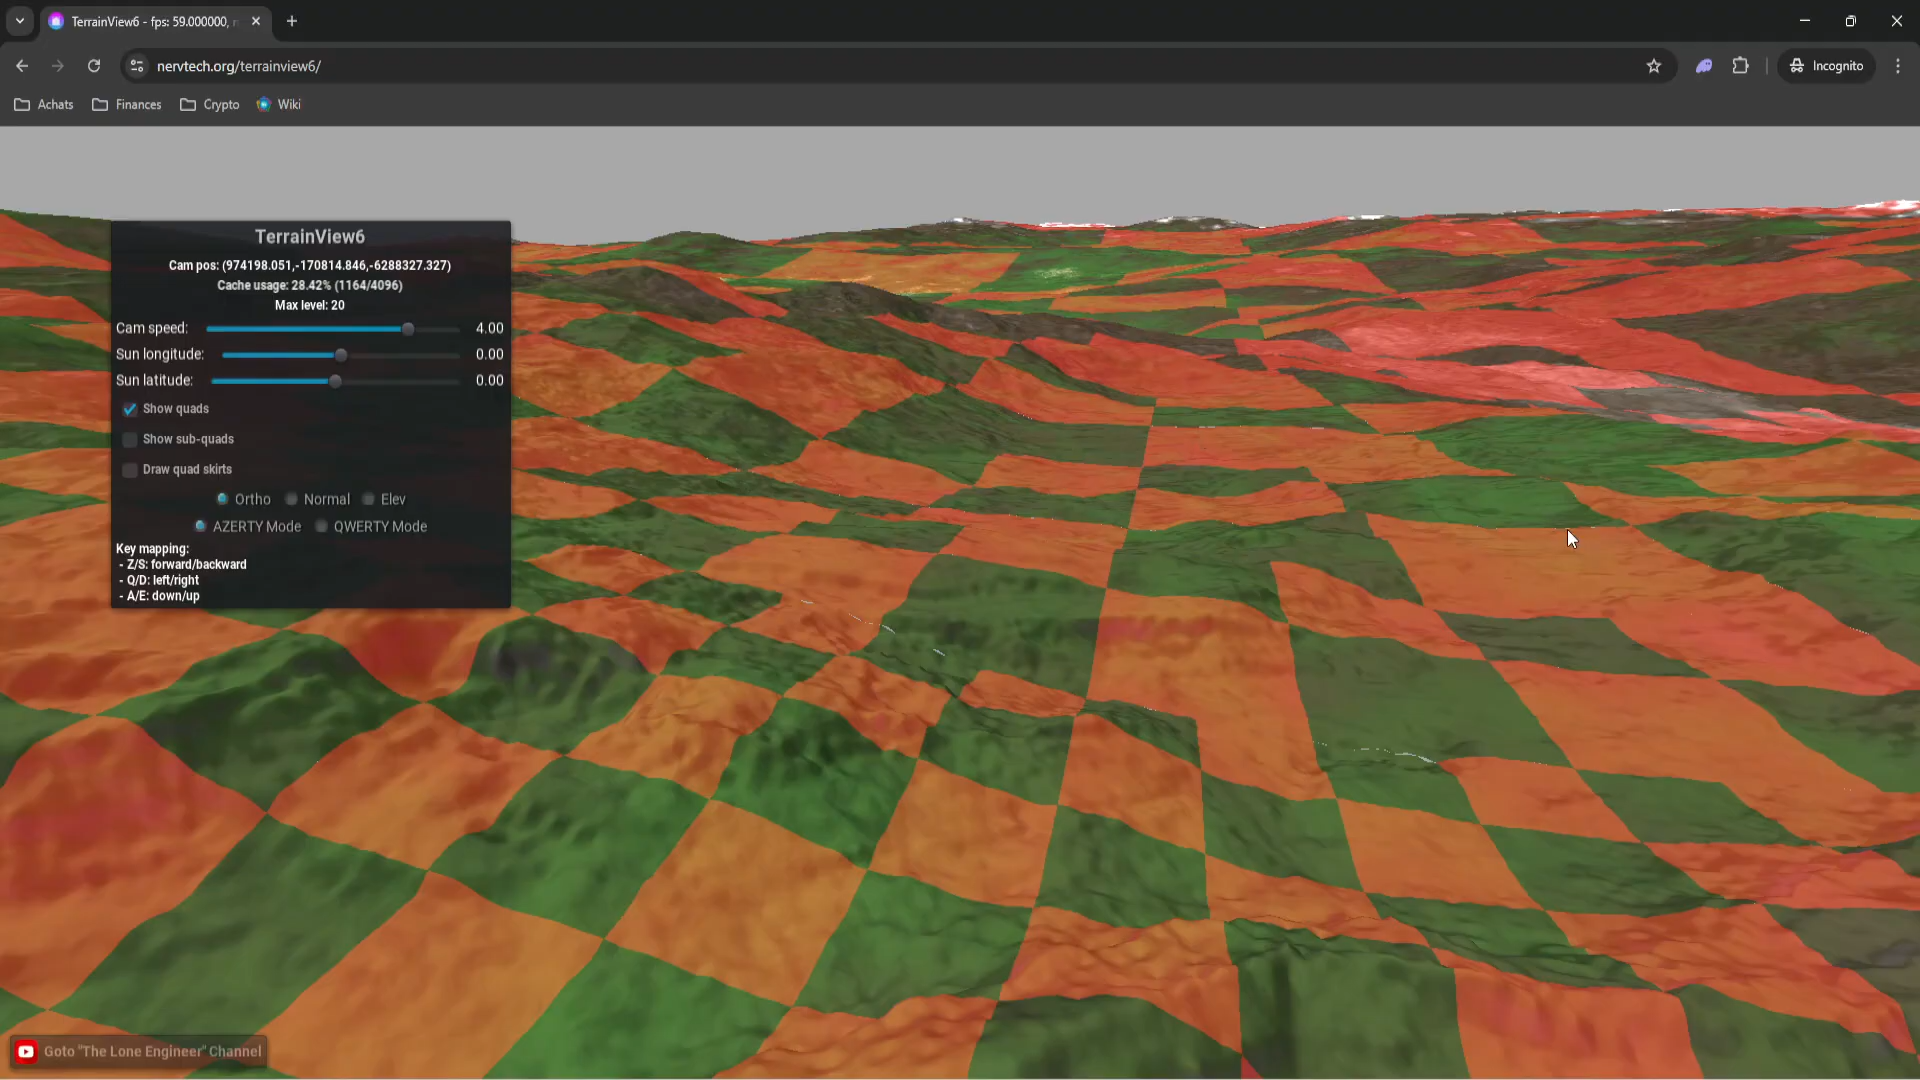 TerrainView6 - fps: 59.000000,
nervtech.org/terrainview6/
Incognito
Achats
Finances
Crypto
Wiki
TerrainView6
Cam pos: (974198.051,-170814.846,-6288327.327)
Cache usage: 28.42% (1164/4096)
Max level: 20
Cam speed: 4.00
Sun longitude: 0.00
Sun latitude: 0.00
Show quads
Show sub-quads
Draw quad skirts
Ortho Normal Elev
AZERTY Mode QWERTY Mode
Key mapping:
- Z/S: forward/backward
- Q/D: left/right
- A/E: down/up
Goto "The Lone Engineer" Channel